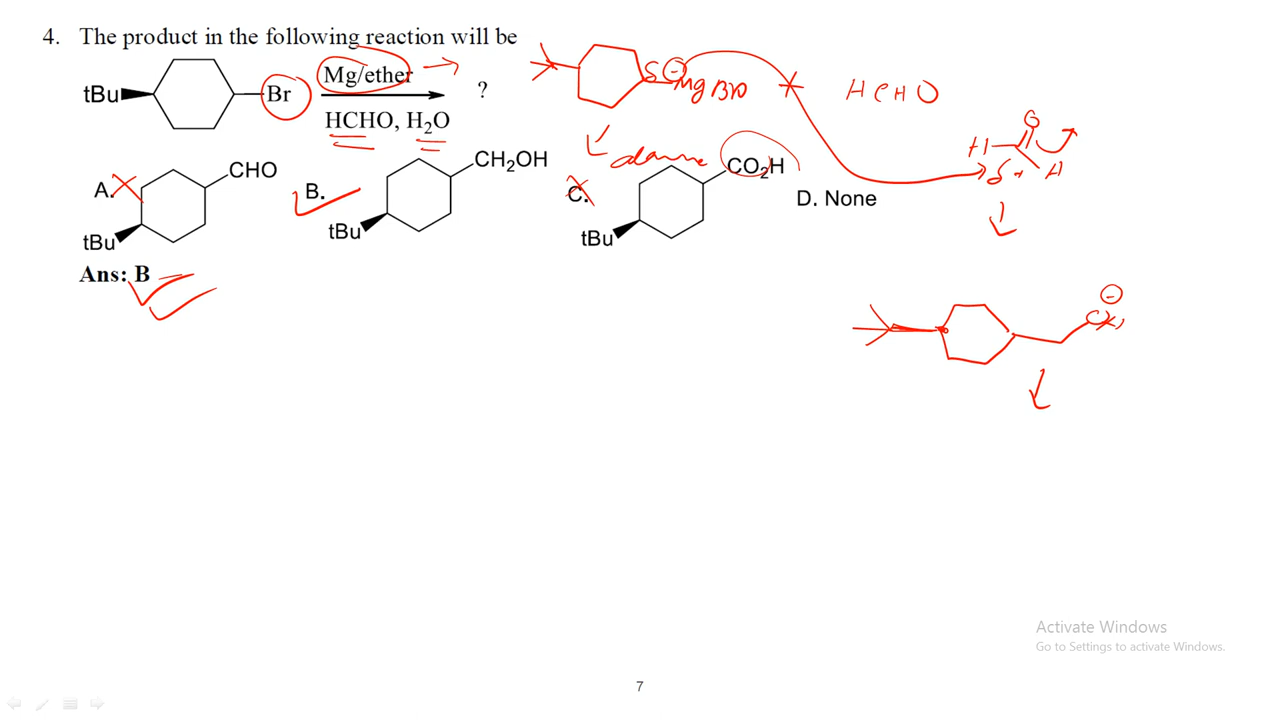 4. The product in the following reaction will be
tBu
Br
Mg/ether
HCHO, H₂O
?
MgBr
HCHO
O
H
δ+
H
A.
CHO
tBu
B.
CH₂OH
tBu
C.
CO₂H
tBu
D. None
Ans: B
Activate Windows
Go to Settings to activate Windows.
7